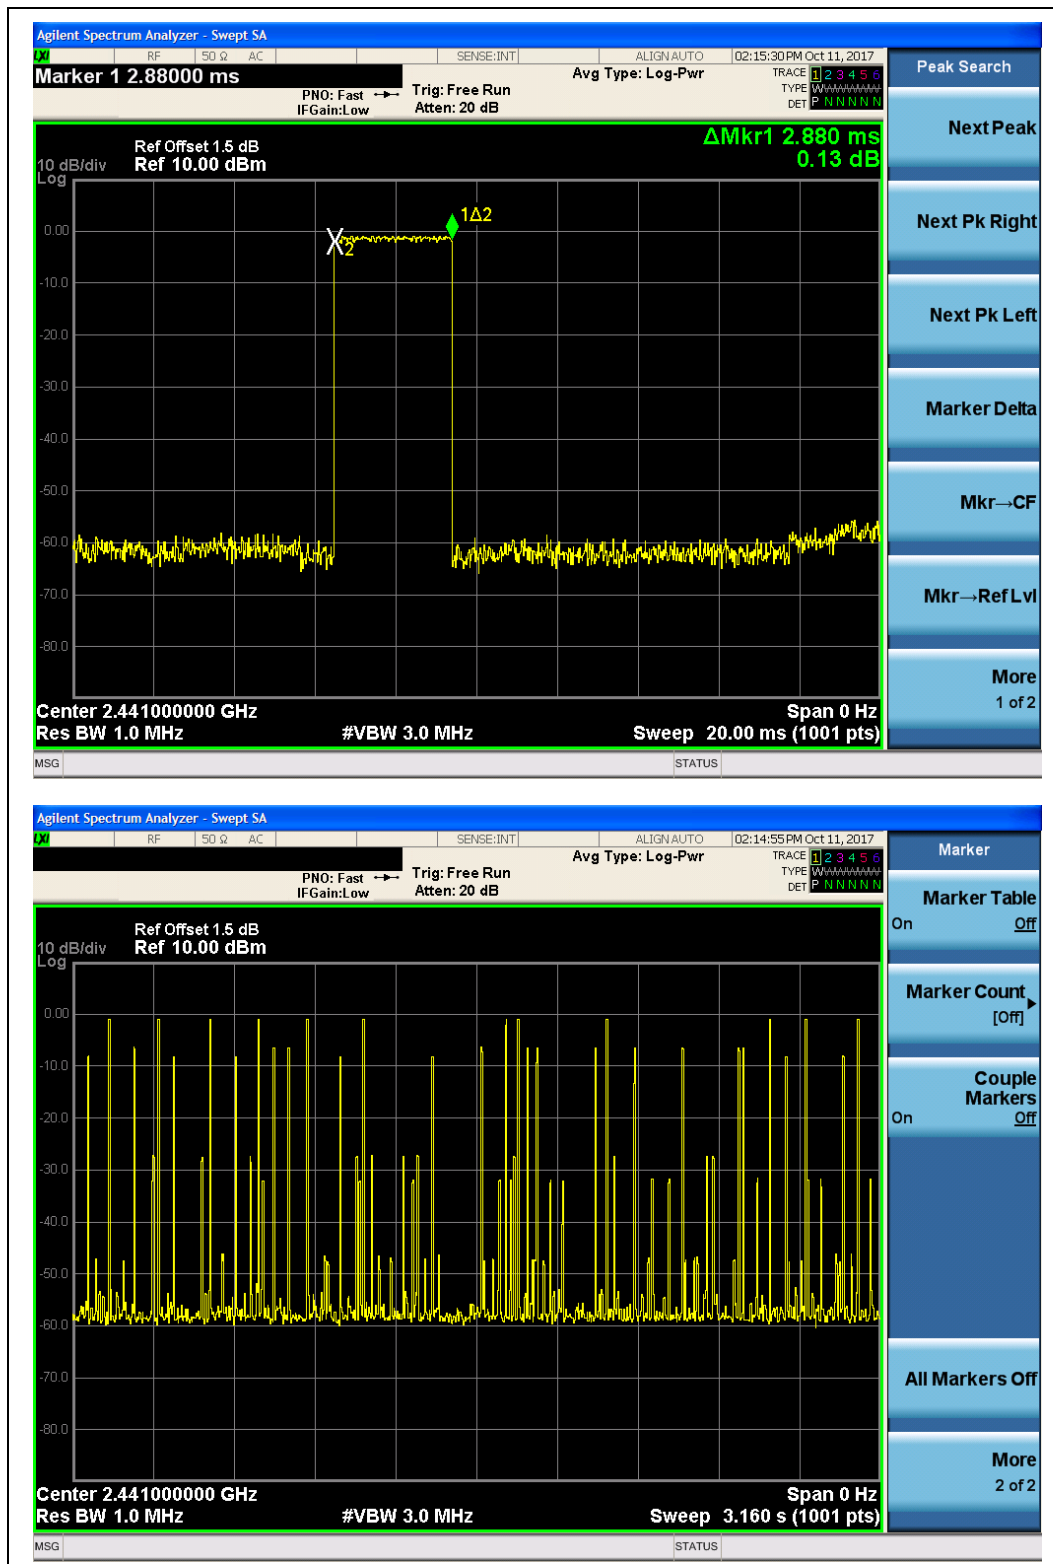 Agilent Spectrum Analyzer - Swept SA
LXI RF 50 Ω AC SENSE:INT ALIGN AUTO 02:15:30 PM Oct 11, 2017
Marker 1 2.88000 ms
PNO: Fast
IFGain:Low
Trig: Free Run
Atten: 20 dB
Avg Type: Log-Pwr
TRACE 1 2 3 4 5 6
TYPE
DET P N N N N N
Peak Search
ΔMkr1 2.880 ms
0.13 dB
Ref Offset 1.5 dB
10 dB/div Ref 10.00 dBm
Log
1Δ2
X2
0.00
-10.0
-20.0
-30.0
-40.0
-50.0
-60.0
-70.0
-80.0
Center 2.441000000 GHz Span 0 Hz
Res BW 1.0 MHz #VBW 3.0 MHz Sweep 20.00 ms (1001 pts)
MSG STATUS
Next Peak
Next Pk Right
Next Pk Left
Marker Delta
Mkr→CF
Mkr→Ref Lvl
More
1 of 2
Agilent Spectrum Analyzer - Swept SA
LXI RF 50 Ω AC SENSE:INT ALIGN AUTO 02:14:55 PM Oct 11, 2017
PNO: Fast
IFGain:Low
Trig: Free Run
Atten: 20 dB
Avg Type: Log-Pwr
TRACE 1 2 3 4 5 6
TYPE
DET P N N N N N
Marker
Ref Offset 1.5 dB
10 dB/div Ref 10.00 dBm
Log
0.00
-10.0
-20.0
-30.0
-40.0
-50.0
-60.0
-70.0
-80.0
Center 2.441000000 GHz Span 0 Hz
Res BW 1.0 MHz #VBW 3.0 MHz Sweep 3.160 s (1001 pts)
MSG STATUS
Marker Table
On Off
Marker Count
[Off]
Couple
Markers
On Off
All Markers Off
More
2 of 2